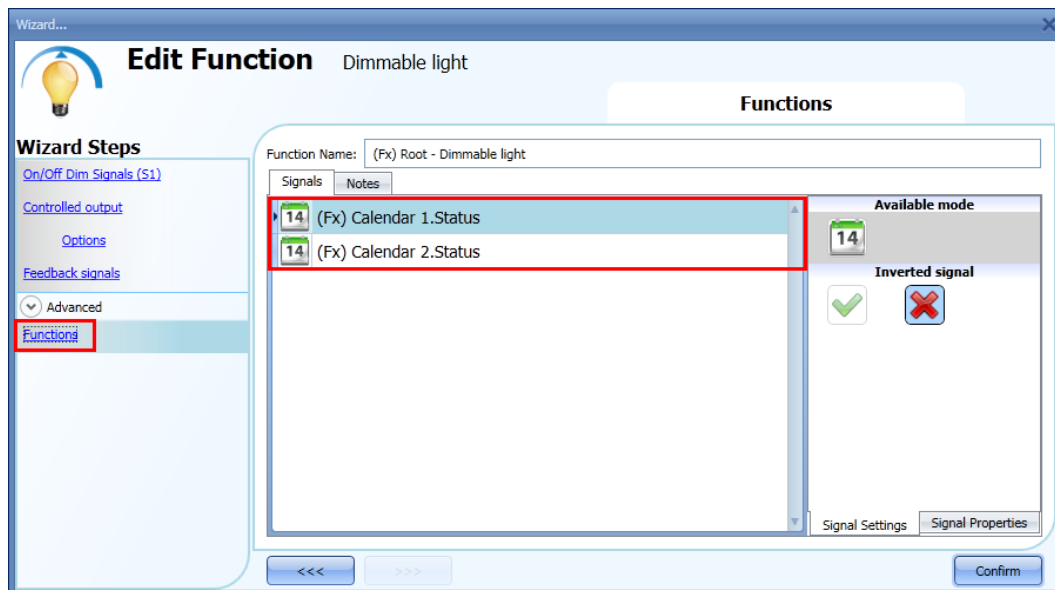 Wizard...
Edit Function Dimmable light
Functions
Wizard Steps
On/Off Dim Signals (S1)
Controlled output
Options
Feedback signals
Advanced
Functions
Function Name: (Fx) Root - Dimmable light
Signals Notes
14 (Fx) Calendar 1.Status
14 (Fx) Calendar 2.Status
Available mode
14
Inverted signal
Signal Settings Signal Properties
<<< >>> Confirm